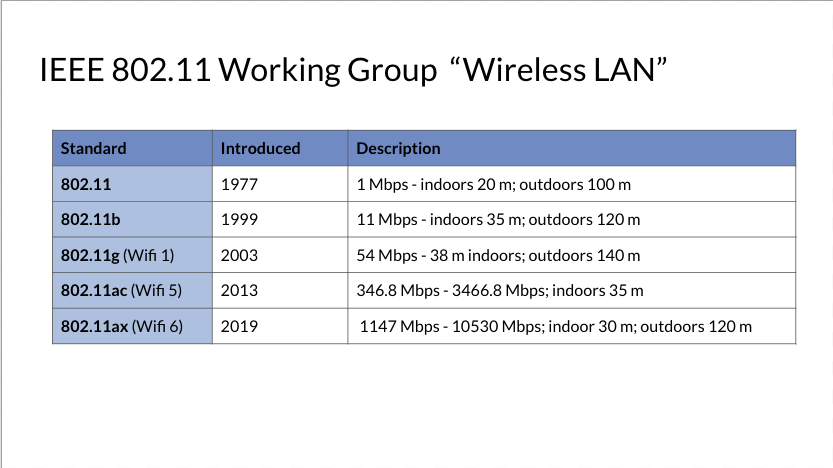 IEEE 802.11 Working Group “Wireless LAN”
Standard Introduced Description
802.11 1977 1 Mbps - indoors 20 m; outdoors 100 m
802.11b 1999 11 Mbps - indoors 35 m; outdoors 120 m
802.11g (Wifi 1) 2003 54 Mbps - 38 m indoors; outdoors 140 m
802.11ac (Wifi 5) 2013 346.8 Mbps - 3466.8 Mbps; indoors 35 m
802.11ax (Wifi 6) 2019 1147 Mbps - 10530 Mbps; indoor 30 m; outdoors 120 m